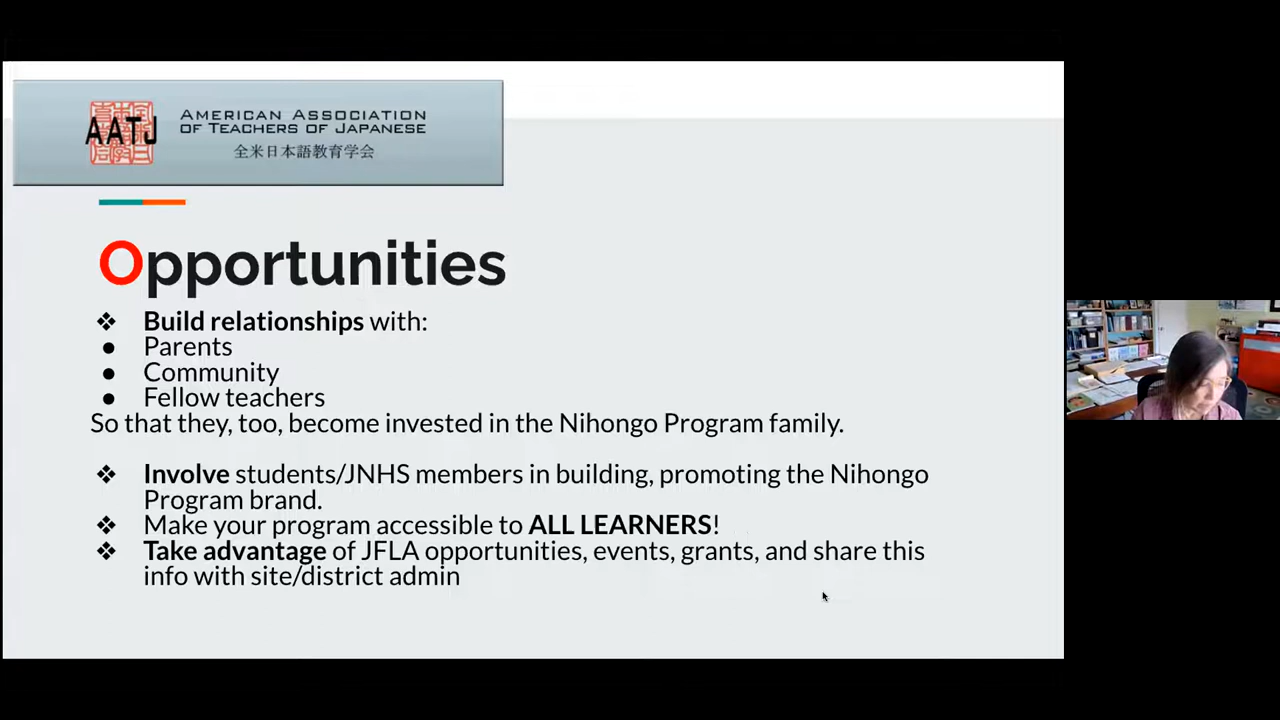 AATJ
AMERICAN ASSOCIATION
OF TEACHERS OF JAPANESE
全米日本語教育学会
Opportunities
❖ Build relationships with:
● Parents
● Community
● Fellow teachers
So that they, too, become invested in the Nihongo Program family.
❖ Involve students/JNHS members in building, promoting the Nihongo
Program brand.
❖ Make your program accessible to ALL LEARNERS!
❖ Take advantage of JFLA opportunities, events, grants, and share this
info with site/district admin